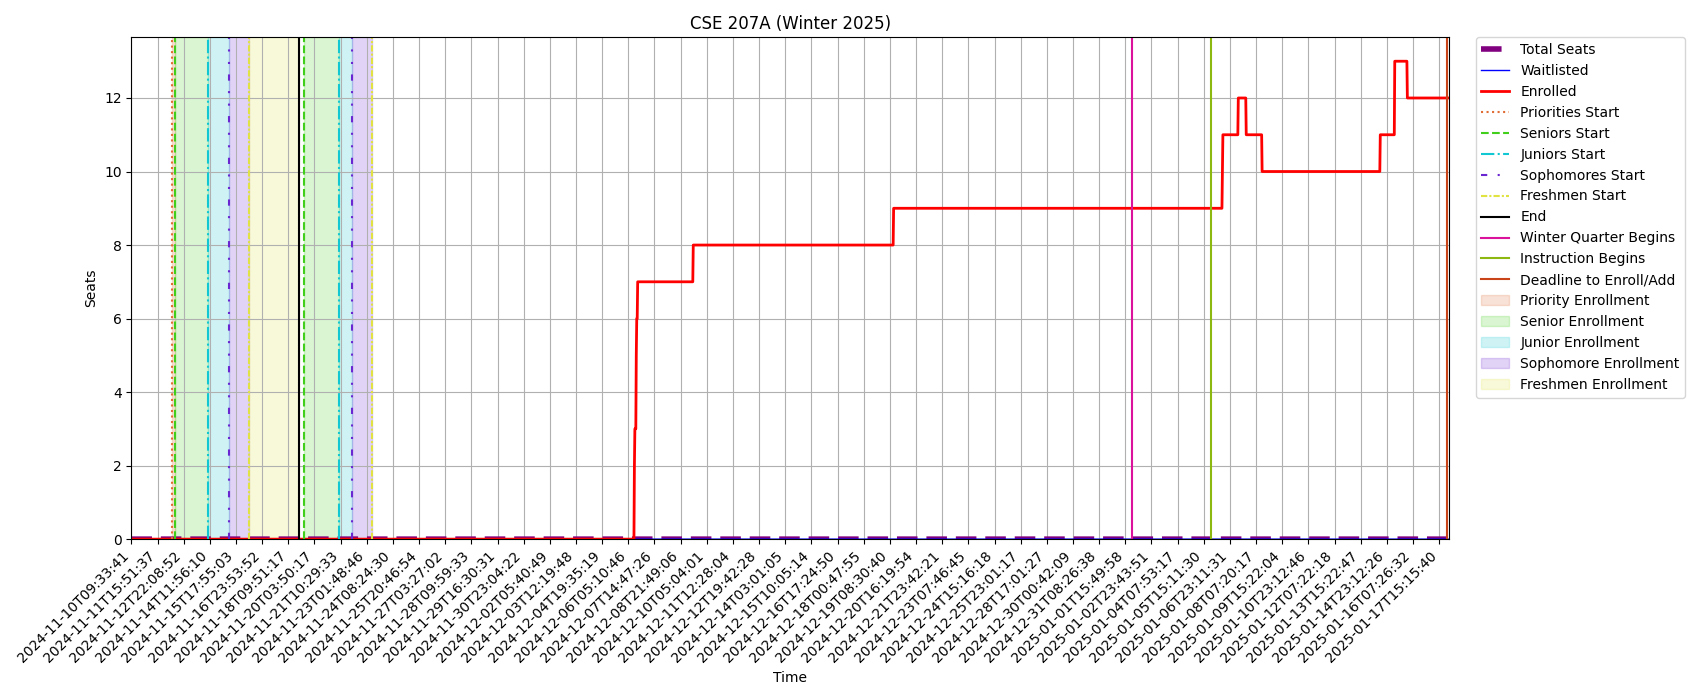 CSE 207A (Winter 2025)
Seats
12
10
8
6
4
2
0
2024-11-10T09:33:41
2024-11-11T15:51:37
2024-11-12T22:08:52
2024-11-14T11:56:10
2024-11-15T17:55:03
2024-11-16T23:53:52
2024-11-18T09:51:17
2024-11-20T03:50:17
2024-11-21T10:29:33
2024-11-23T01:48:46
2024-11-24T08:24:30
2024-11-25T20:46:54
2024-11-27T03:27:02
2024-11-28T09:59:33
2024-11-29T16:30:31
2024-11-30T23:04:22
2024-12-02T05:40:49
2024-12-03T12:19:48
2024-12-04T19:35:19
2024-12-06T05:10:46
2024-12-07T14:47:26
2024-12-08T21:49:06
2024-12-10T05:04:01
2024-12-11T12:28:04
2024-12-12T19:42:28
2024-12-14T03:01:05
2024-12-15T10:05:14
2024-12-16T17:24:50
2024-12-18T00:47:55
2024-12-19T08:30:40
2024-12-20T16:19:54
2024-12-21T23:42:21
2024-12-23T07:46:45
2024-12-24T15:16:18
2024-12-25T23:01:17
2024-12-28T17:01:27
2024-12-30T00:42:09
2024-12-31T08:26:38
2025-01-01T15:49:58
2025-01-02T23:43:51
2025-01-04T07:53:17
2025-01-05T15:11:30
2025-01-06T23:11:31
2025-01-08T07:20:17
2025-01-09T15:22:04
2025-01-10T23:12:46
2025-01-12T07:22:18
2025-01-13T15:22:47
2025-01-14T23:12:26
2025-01-16T07:26:32
2025-01-17T15:15:40
Time
Total Seats
Waitlisted
Enrolled
Priorities Start
Seniors Start
Juniors Start
Sophomores Start
Freshmen Start
End
Winter Quarter Begins
Instruction Begins
Deadline to Enroll/Add
Priority Enrollment
Senior Enrollment
Junior Enrollment
Sophomore Enrollment
Freshmen Enrollment